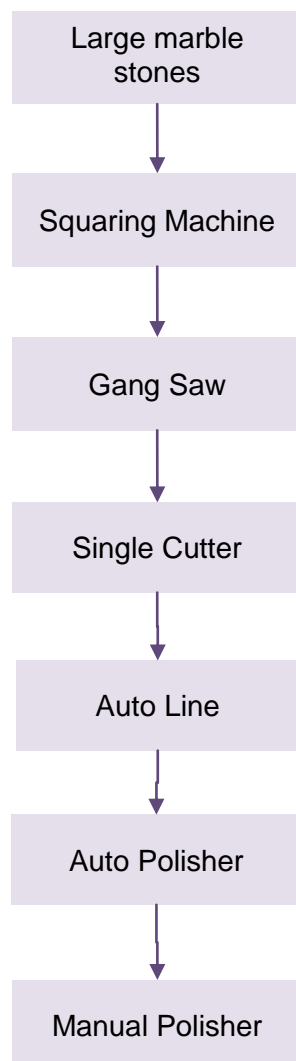 Large marble
stones
Squaring Machine
Gang Saw
Single Cutter
Auto Line
Auto Polisher
Manual Polisher